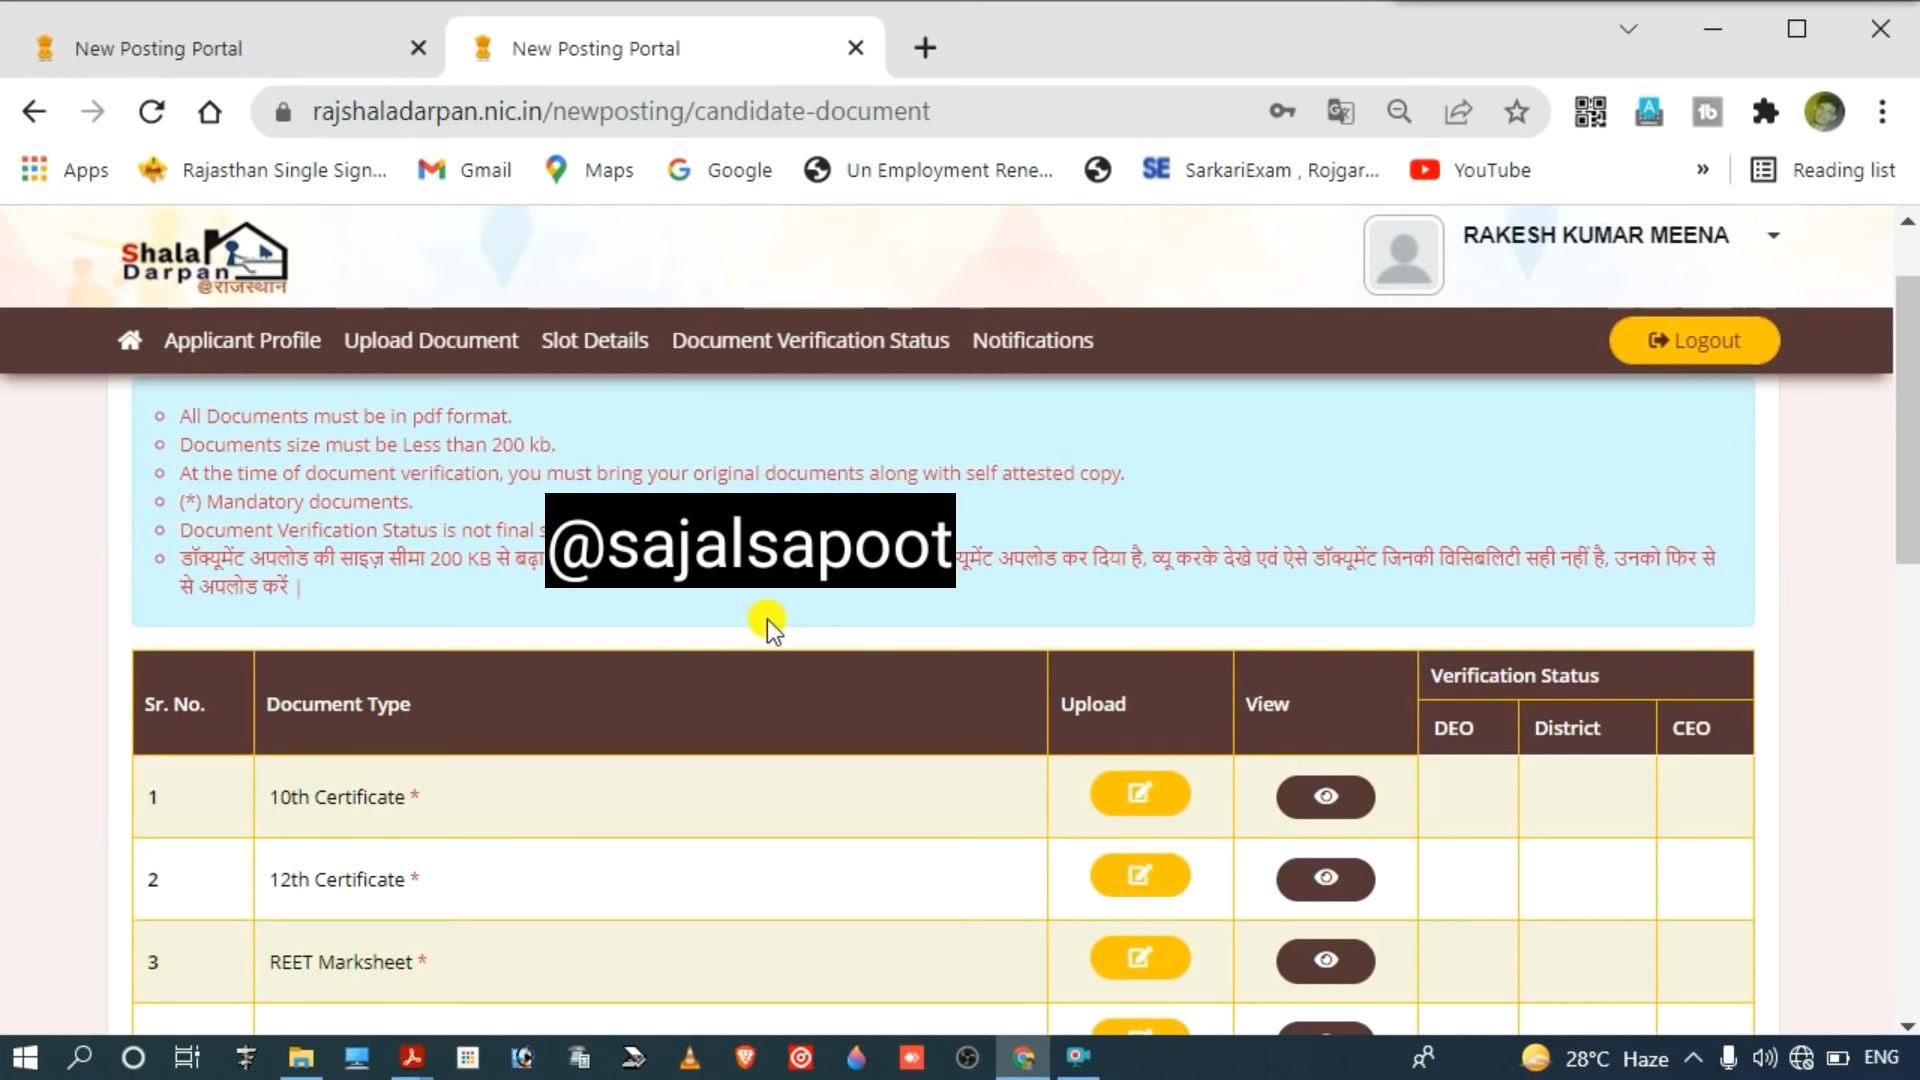 New Posting Portal
New Posting Portal
rajshaladarpan.nic.in/newposting/candidate-document
Apps
Rajasthan Single Sign...
Gmail
Maps
Google
Un Employment Rene...
SE
SarkariExam , Rojgar...
YouTube
»
Reading list
Shala
Darpan
@राजस्थान
RAKESH KUMAR MEENA
Applicant Profile
Upload Document
Slot Details
Document Verification Status
Notifications
Logout
All Documents must be in pdf format.
Documents size must be Less than 200 kb.
At the time of document verification, you must bring your original documents along with self attested copy.
(*) Mandatory documents.
Document Verification Status is not final
@sajalsapoot
डॉक्यूमेंट अपलोड की साइज़ सीमा 200 KB से अपलोड कर दिया है, व्यू करके देखे एवं ऐसे डॉक्यूमेंट जिनकी विसिबलिटी सही नहीं है, उनको फिर से
से अपलोड करें |
Sr. No.
Document Type
Upload
View
Verification Status
DEO
District
CEO
1
10th Certificate *
2
12th Certificate *
3
REET Marksheet *
28°C Haze
ENG